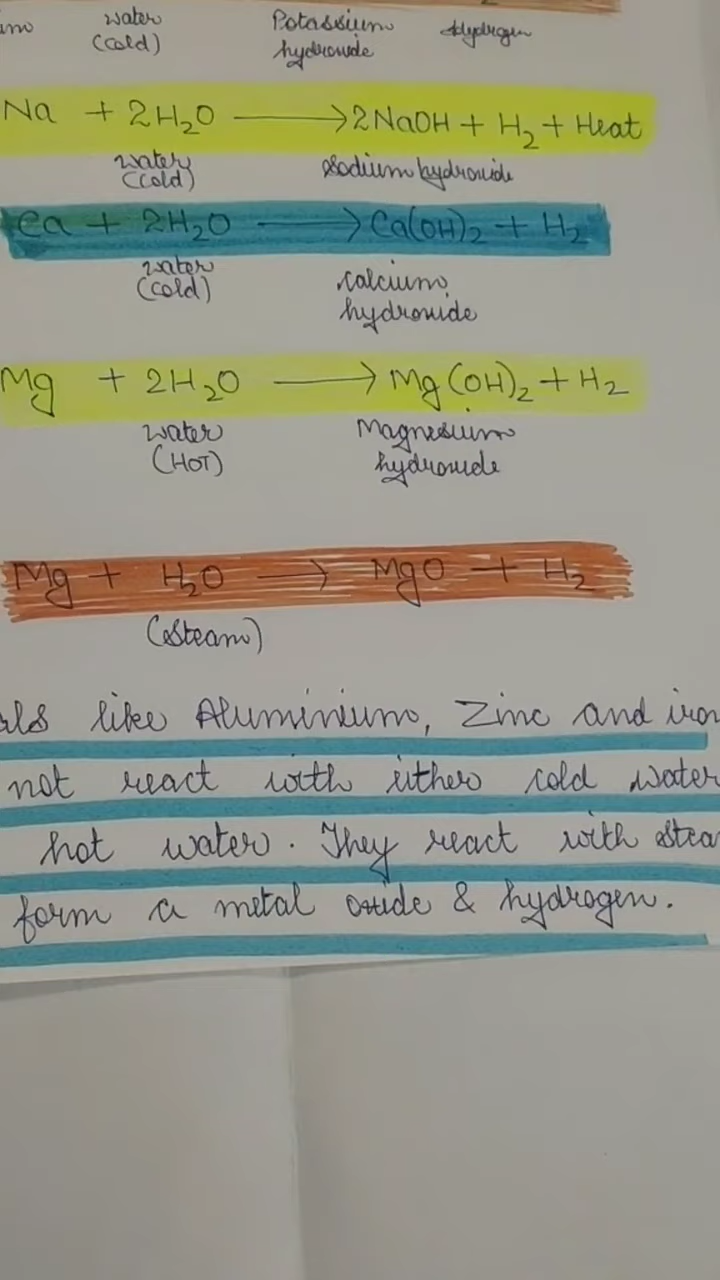 water Potassium Hydrogen
(cold) hydroxide
Na + 2H₂O → 2NaOH + H₂ + Heat
water sodium hydroxide
(cold)
Ca + 2H₂O → Ca(OH)₂ + H₂
water calcium
(cold) hydroxide
Mg + 2H₂O → Mg(OH)₂ + H₂
water Magnesium
(HOT) hydroxide
Mg + H₂O → MgO + H₂
(steam)
like Aluminium, Zinc and iron
not react with either cold water
hot water. They react with stea
form a metal oxide & hydrogen.